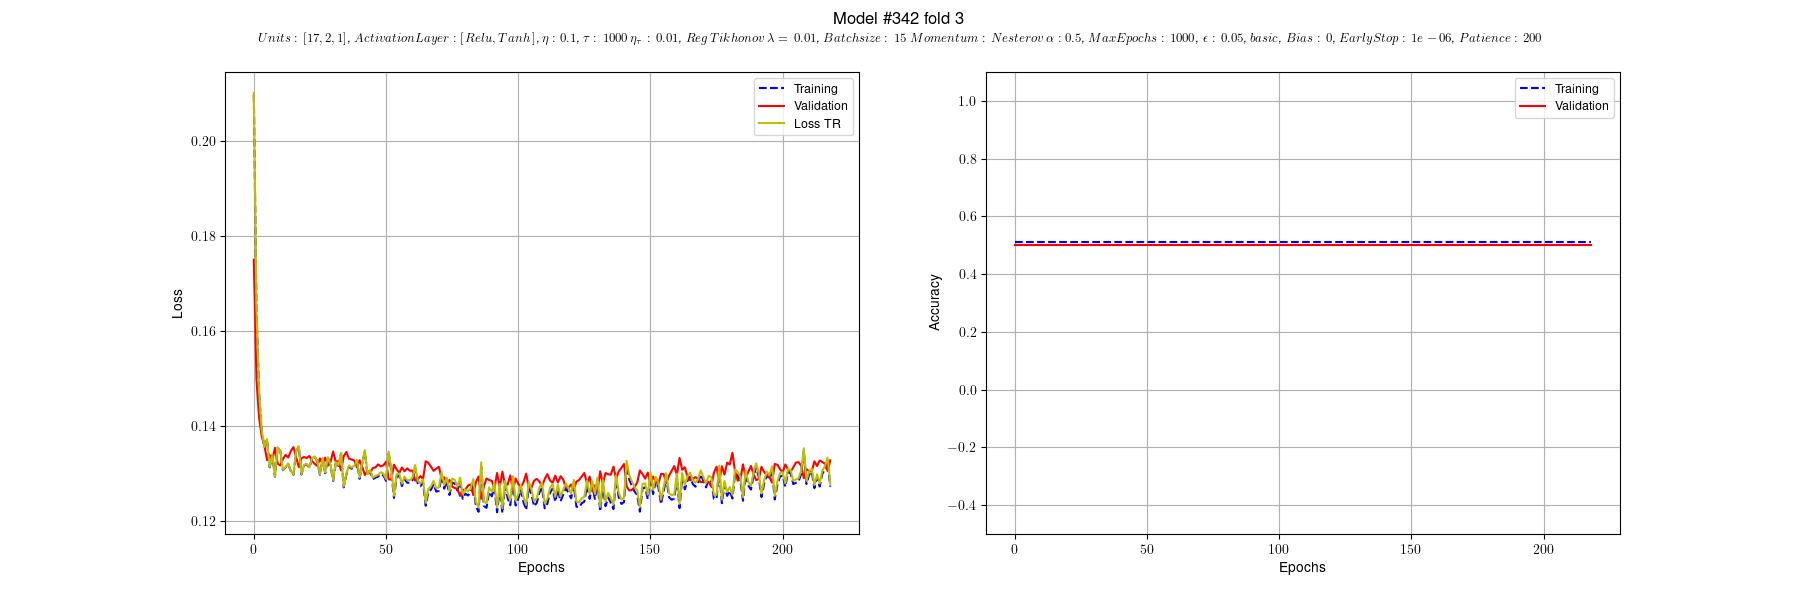 Model #342 fold 3
Units : [17, 2, 1], ActivationLayer : [Relu, Tanh], η : 0.1, τ : 1000 η_τ : 0.01, Reg Tikhonov λ = 0.01, Batchsize : 15 Momentum : Nesterov α : 0.5, MaxEpochs : 1000, ϵ : 0.05, basic, Bias : 0, EarlyStop : 1e − 06, Patience : 200
Training
Validation
Loss TR
0.20
0.18
0.16
0.14
0.12
Loss
0 50 100 150 200
Epochs
Training
Validation
1.0
0.8
0.6
0.4
0.2
0.0
−0.2
−0.4
Accuracy
0 50 100 150 200
Epochs